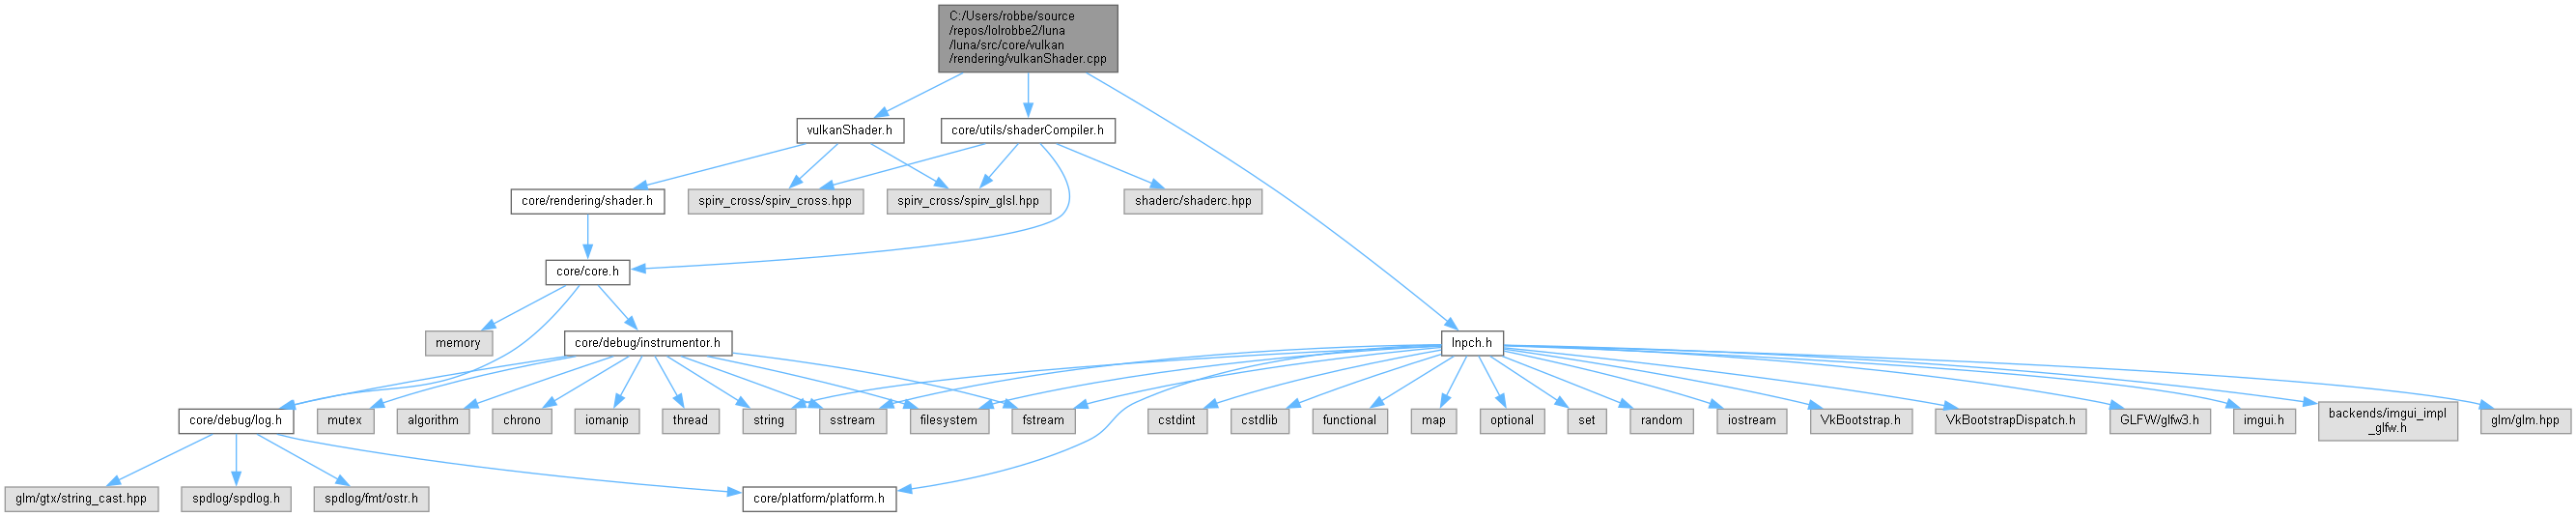 C:/Users/robbe/source
/repos/lolrobbe2/luna
/luna/src/core/vulkan
/rendering/vulkanShader.cpp
vulkanShader.h
core/utils/shaderCompiler.h
core/rendering/shader.h
spirv_cross/spirv_cross.hpp
spirv_cross/spirv_glsl.hpp
shaderc/shaderc.hpp
core/core.h
memory
core/debug/instrumentor.h
lnpch.h
core/debug/log.h
mutex
algorithm
chrono
iomanip
thread
string
sstream
filesystem
fstream
cstdint
cstdlib
functional
map
optional
set
random
iostream
VkBootstrap.h
VkBootstrapDispatch.h
GLFW/glfw3.h
imgui.h
backends/imgui_impl
_glfw.h
glm/glm.hpp
glm/gtx/string_cast.hpp
spdlog/spdlog.h
spdlog/fmt/ostr.h
core/platform/platform.h